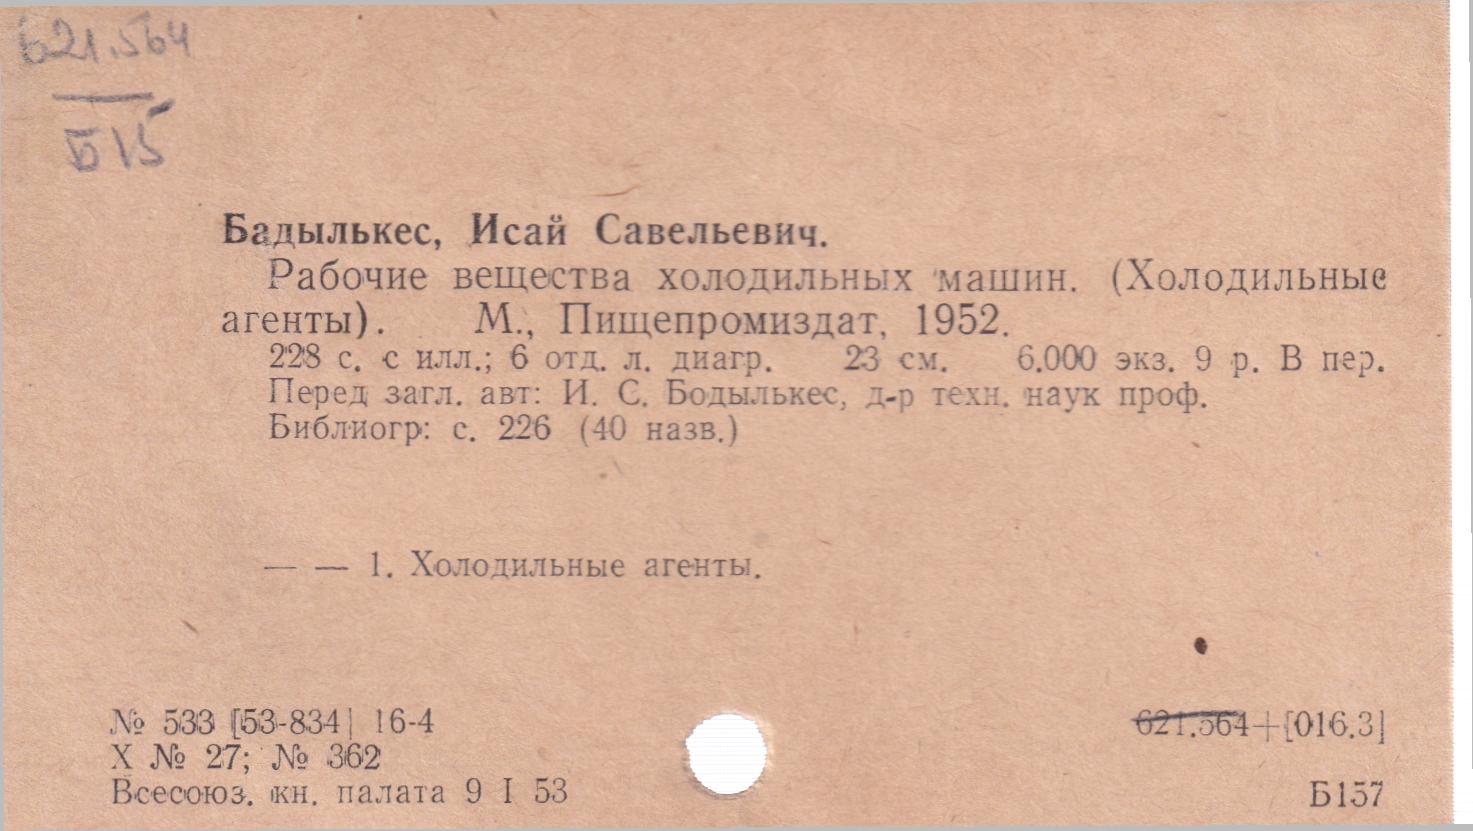 621.564
Б15
Бадылькес, Исай Савельевич.
Рабочие вещества холодильных машин. (Холодильные
агенты). М., Пищепромиздат, 1952.
228 с. с илл.; 6 отд. л. диагр. 23 см. 6.000 экз. 9 р. В пер.
Перед загл. авт: И. С. Бодылькес, д-р техн. наук проф.
Библиогр: с. 226 (40 назв.)
— — 1. Холодильные агенты.
№ 533 [53-834] 16-4
621.564+[016.3]
X № 27; № 362
Всесоюз. кн. палата 9 I 53
Б157